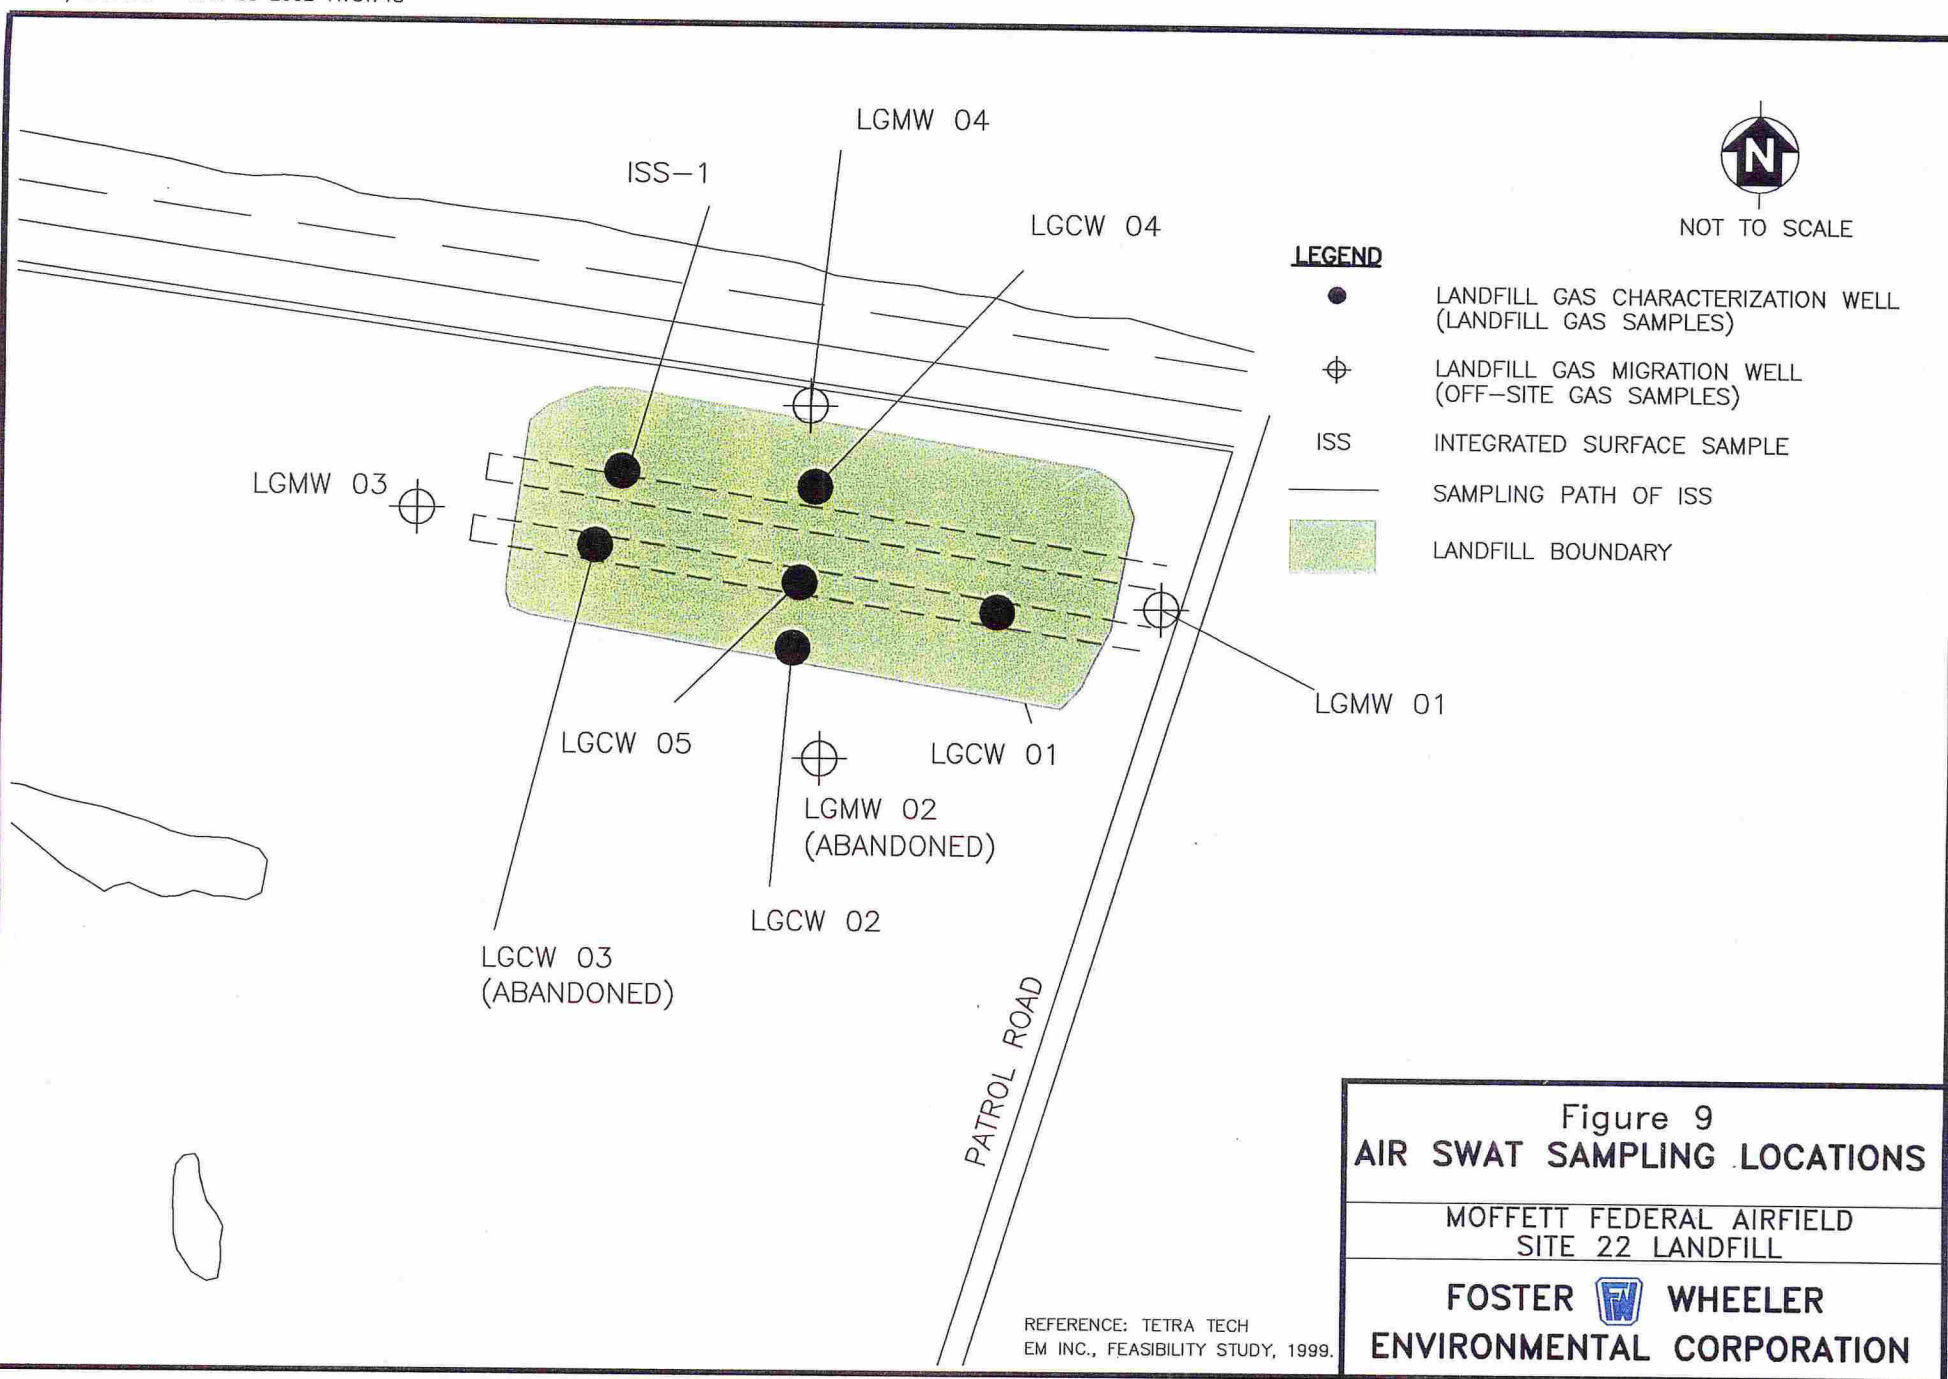 LGMW 04
ISS-1
LGCW 04
N
NOT TO SCALE
LEGEND
LANDFILL GAS CHARACTERIZATION WELL
(LANDFILL GAS SAMPLES)
LANDFILL GAS MIGRATION WELL
(OFF-SITE GAS SAMPLES)
ISS INTEGRATED SURFACE SAMPLE
SAMPLING PATH OF ISS
LANDFILL BOUNDARY
LGMW 03
LGMW 01
LGCW 05
LGCW 01
LGMW 02
(ABANDONED)
LGCW 02
LGCW 03
(ABANDONED)
PATROL ROAD
REFERENCE: TETRA TECH
EM INC., FEASIBILITY STUDY, 1999.
Figure 9
AIR SWAT SAMPLING LOCATIONS
MOFFETT FEDERAL AIRFIELD
SITE 22 LANDFILL
FOSTER FW WHEELER
ENVIRONMENTAL CORPORATION